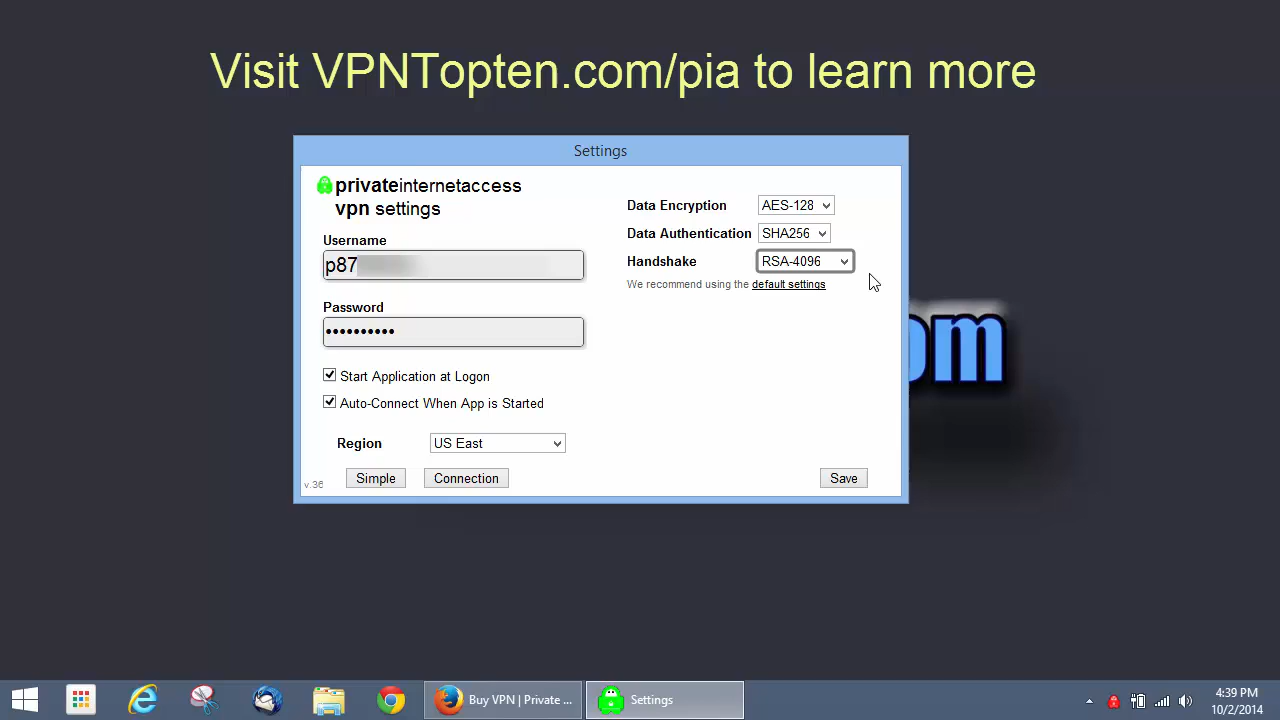 Visit VPNTopten.com/pia to learn more
Settings
privateinternetaccess
vpn settings
Username
p87
Password
••••••••••
Start Application at Logon
Auto-Connect When App is Started
Region US East
v.36 Simple Connection
Data Encryption AES-128
Data Authentication SHA256
Handshake RSA-4096
We recommend using the default settings
Save
om
Buy VPN | Private ...
Settings
4:39 PM
10/2/2014